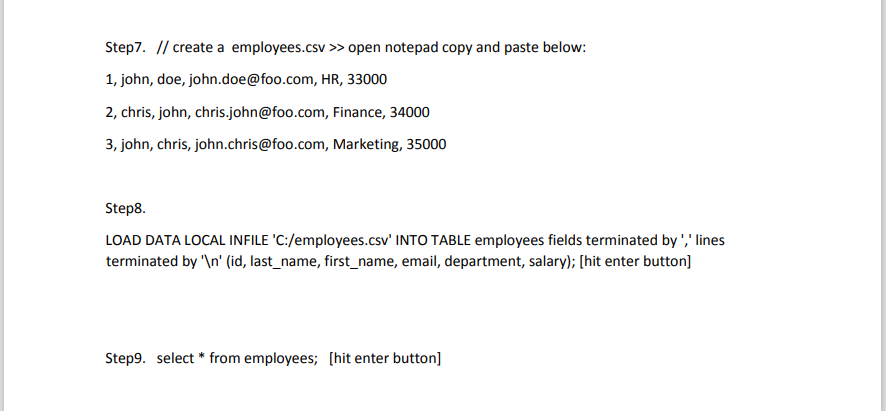 Step7. // create a employees.csv >> open notepad copy and paste below:
1, john, doe, john.doe@foo.com, HR, 33000
2, chris, john, chris.john@foo.com, Finance, 34000
3, john, chris, john.chris@foo.com, Marketing, 35000
Step8.
LOAD DATA LOCAL INFILE 'C:/employees.csv' INTO TABLE employees fields terminated by ',' lines
terminated by '\n' (id, last_name, first_name, email, department, salary); [hit enter button]
Step9. select * from employees; [hit enter button]